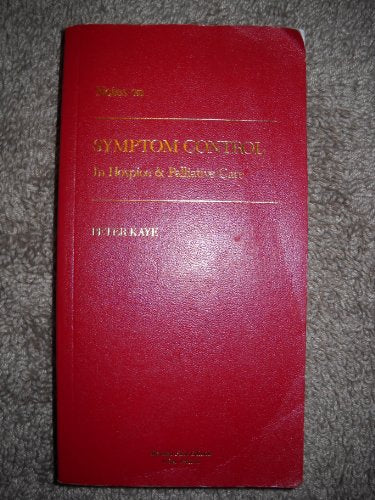 Notes on
SYMPTOM CONTROL
In Hospice & Palliative Care
PETER KAYE